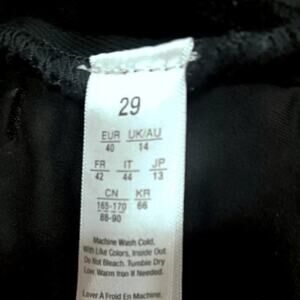 29
EUR UK/AU
40 14
FR IT JP
42 44 13
CN KR
165-170 66
88-90
Machine Wash Cold,
With Like Colors, Inside Out.
Do Not Bleach. Tumble Dry
Low. Warm Iron If Needed.
Laver À Froid En Machine.